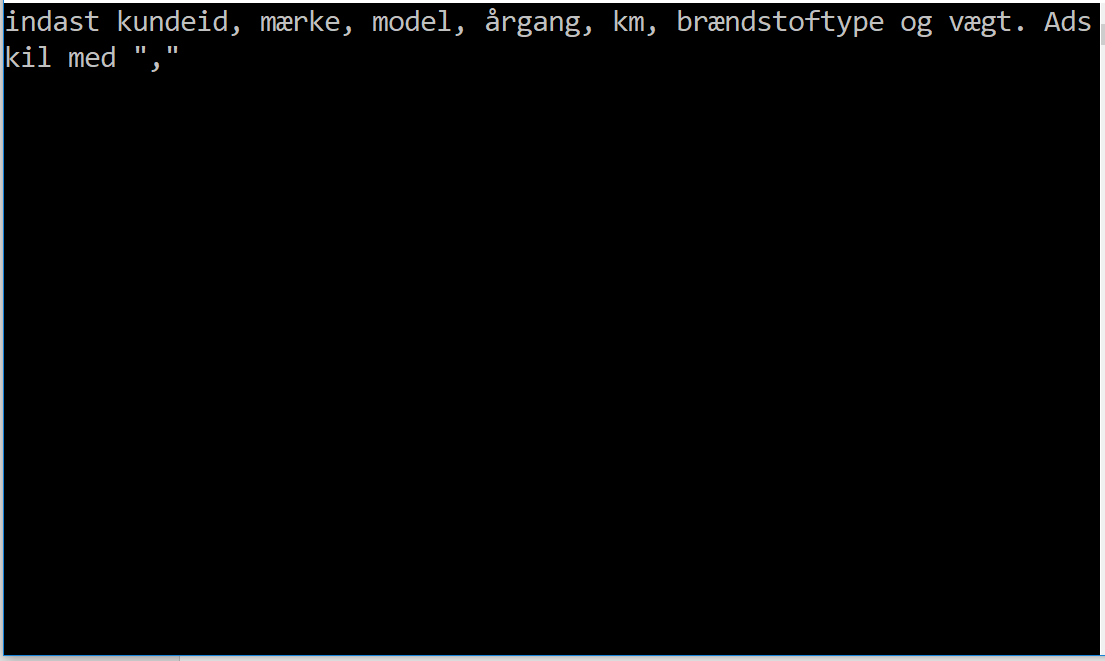 indast kundeid, mærke, model, årgang, km, brændstoftype og vægt. Ads
kil med ","